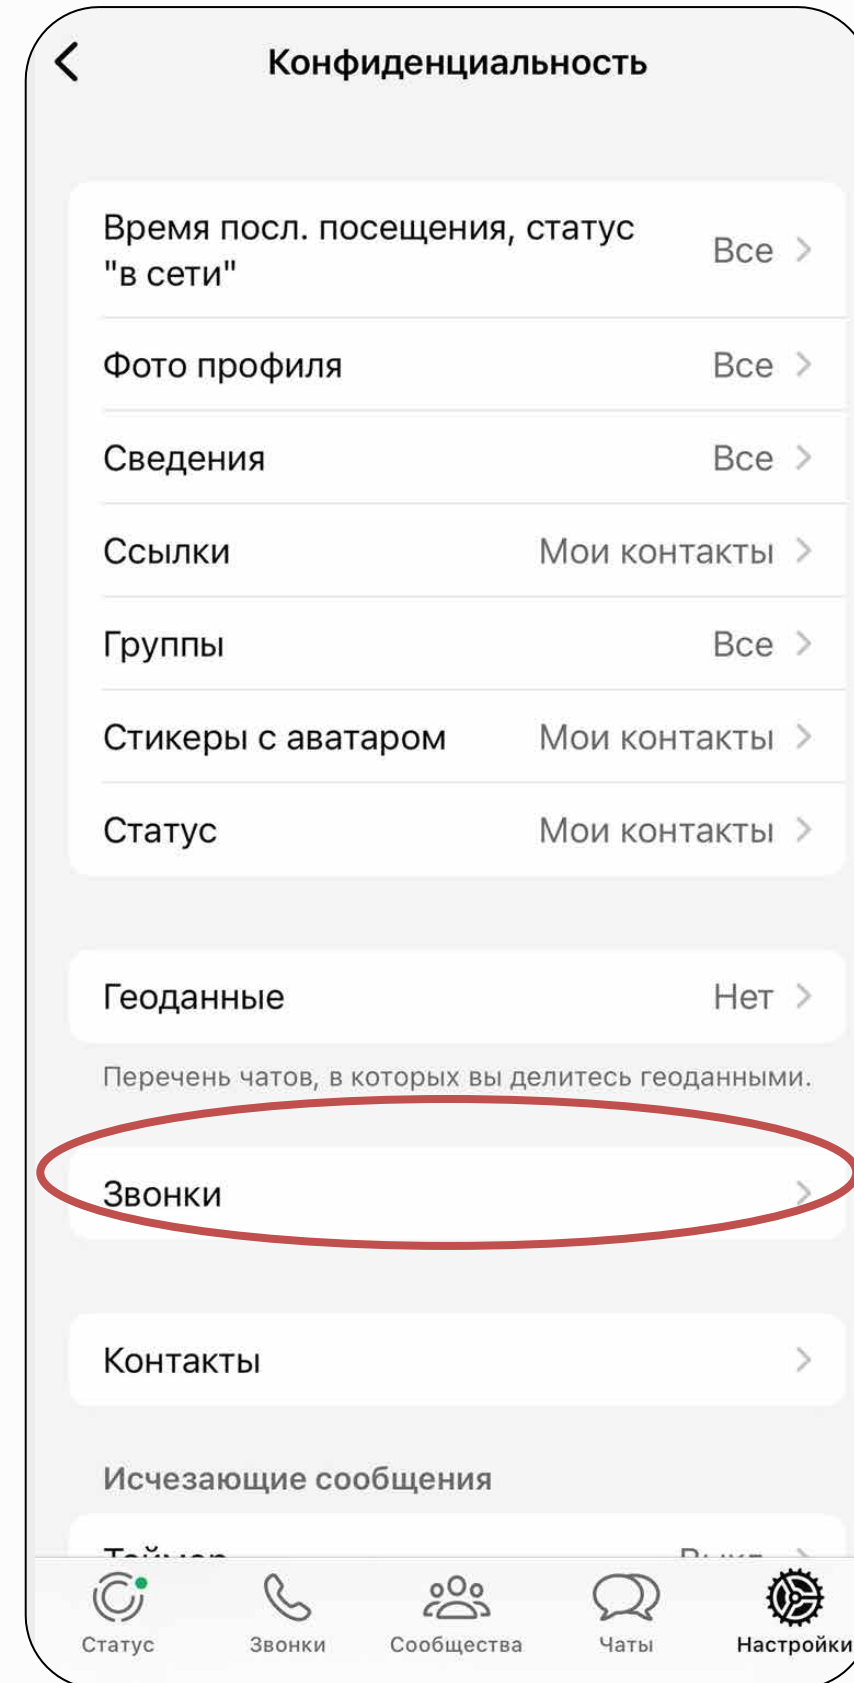 Конфиденциальность
Время посл. посещения, статус
"в сети"
Все
Фото профиля Все
Сведения Все
Ссылки Мои контакты
Группы Все
Стикеры с аватаром Мои контакты
Статус Мои контакты
Геоданные Нет
Перечень чатов, в которых вы делитесь геоданными.
Звонки
Контакты
Исчезающие сообщения
Статус Звонки Сообщества Чаты Настройки